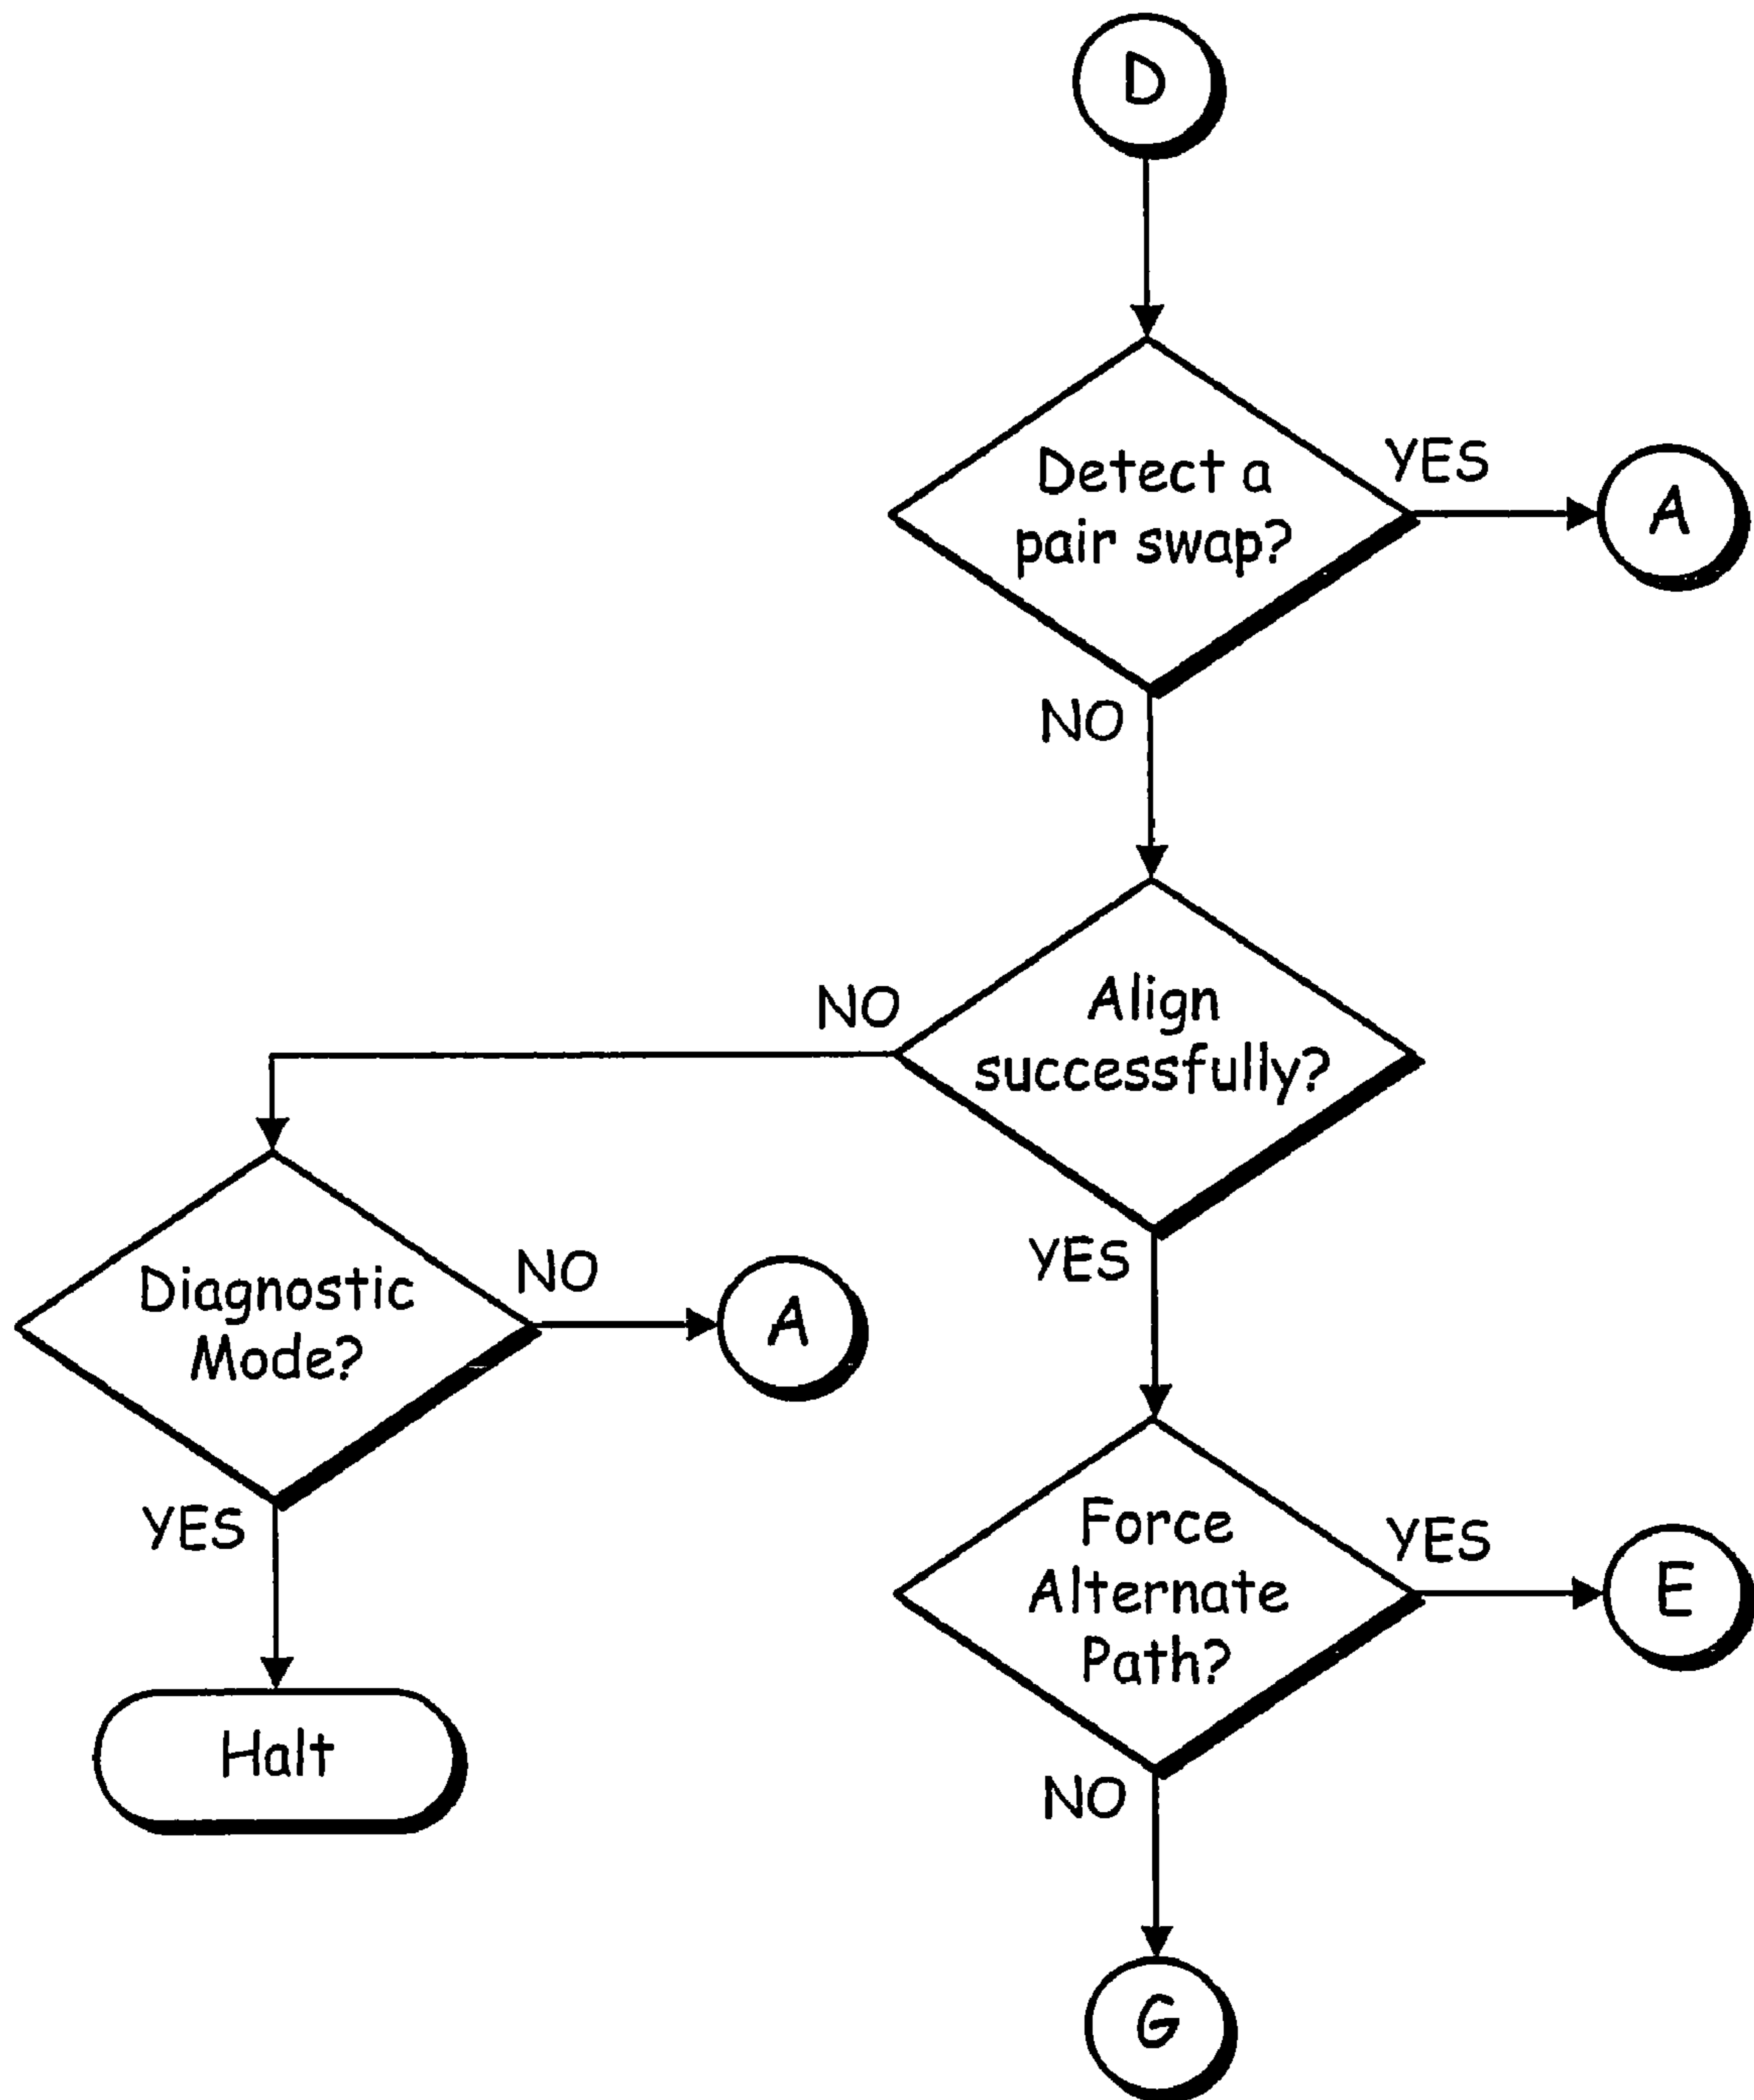 D
Detect a
pair swap?
YES
A
NO
Align
successfully?
NO
YES
Diagnostic
Mode?
NO
A
YES
Halt
Force
Alternate
Path?
YES
E
NO
G